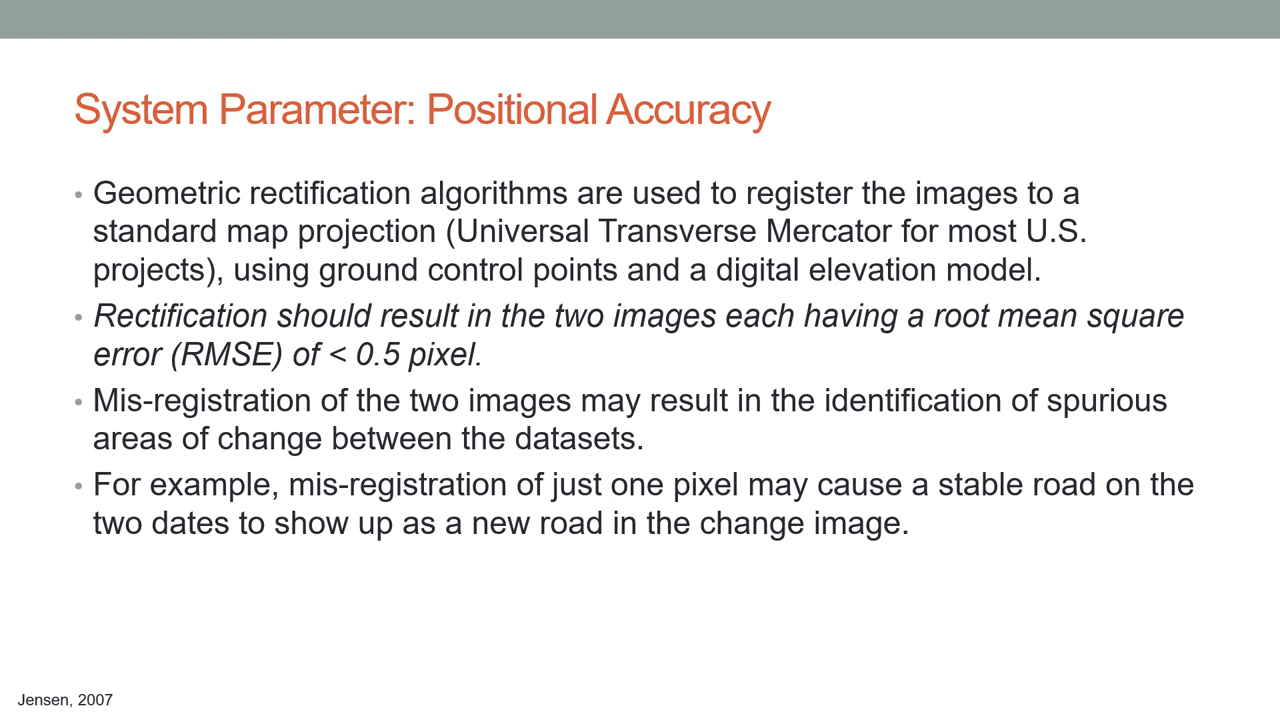 System Parameter: Positional Accuracy
• Geometric rectification algorithms are used to register the images to a
standard map projection (Universal Transverse Mercator for most U.S.
projects), using ground control points and a digital elevation model.
• Rectification should result in the two images each having a root mean square
error (RMSE) of < 0.5 pixel.
• Mis-registration of the two images may result in the identification of spurious
areas of change between the datasets.
• For example, mis-registration of just one pixel may cause a stable road on the
two dates to show up as a new road in the change image.
Jensen, 2007